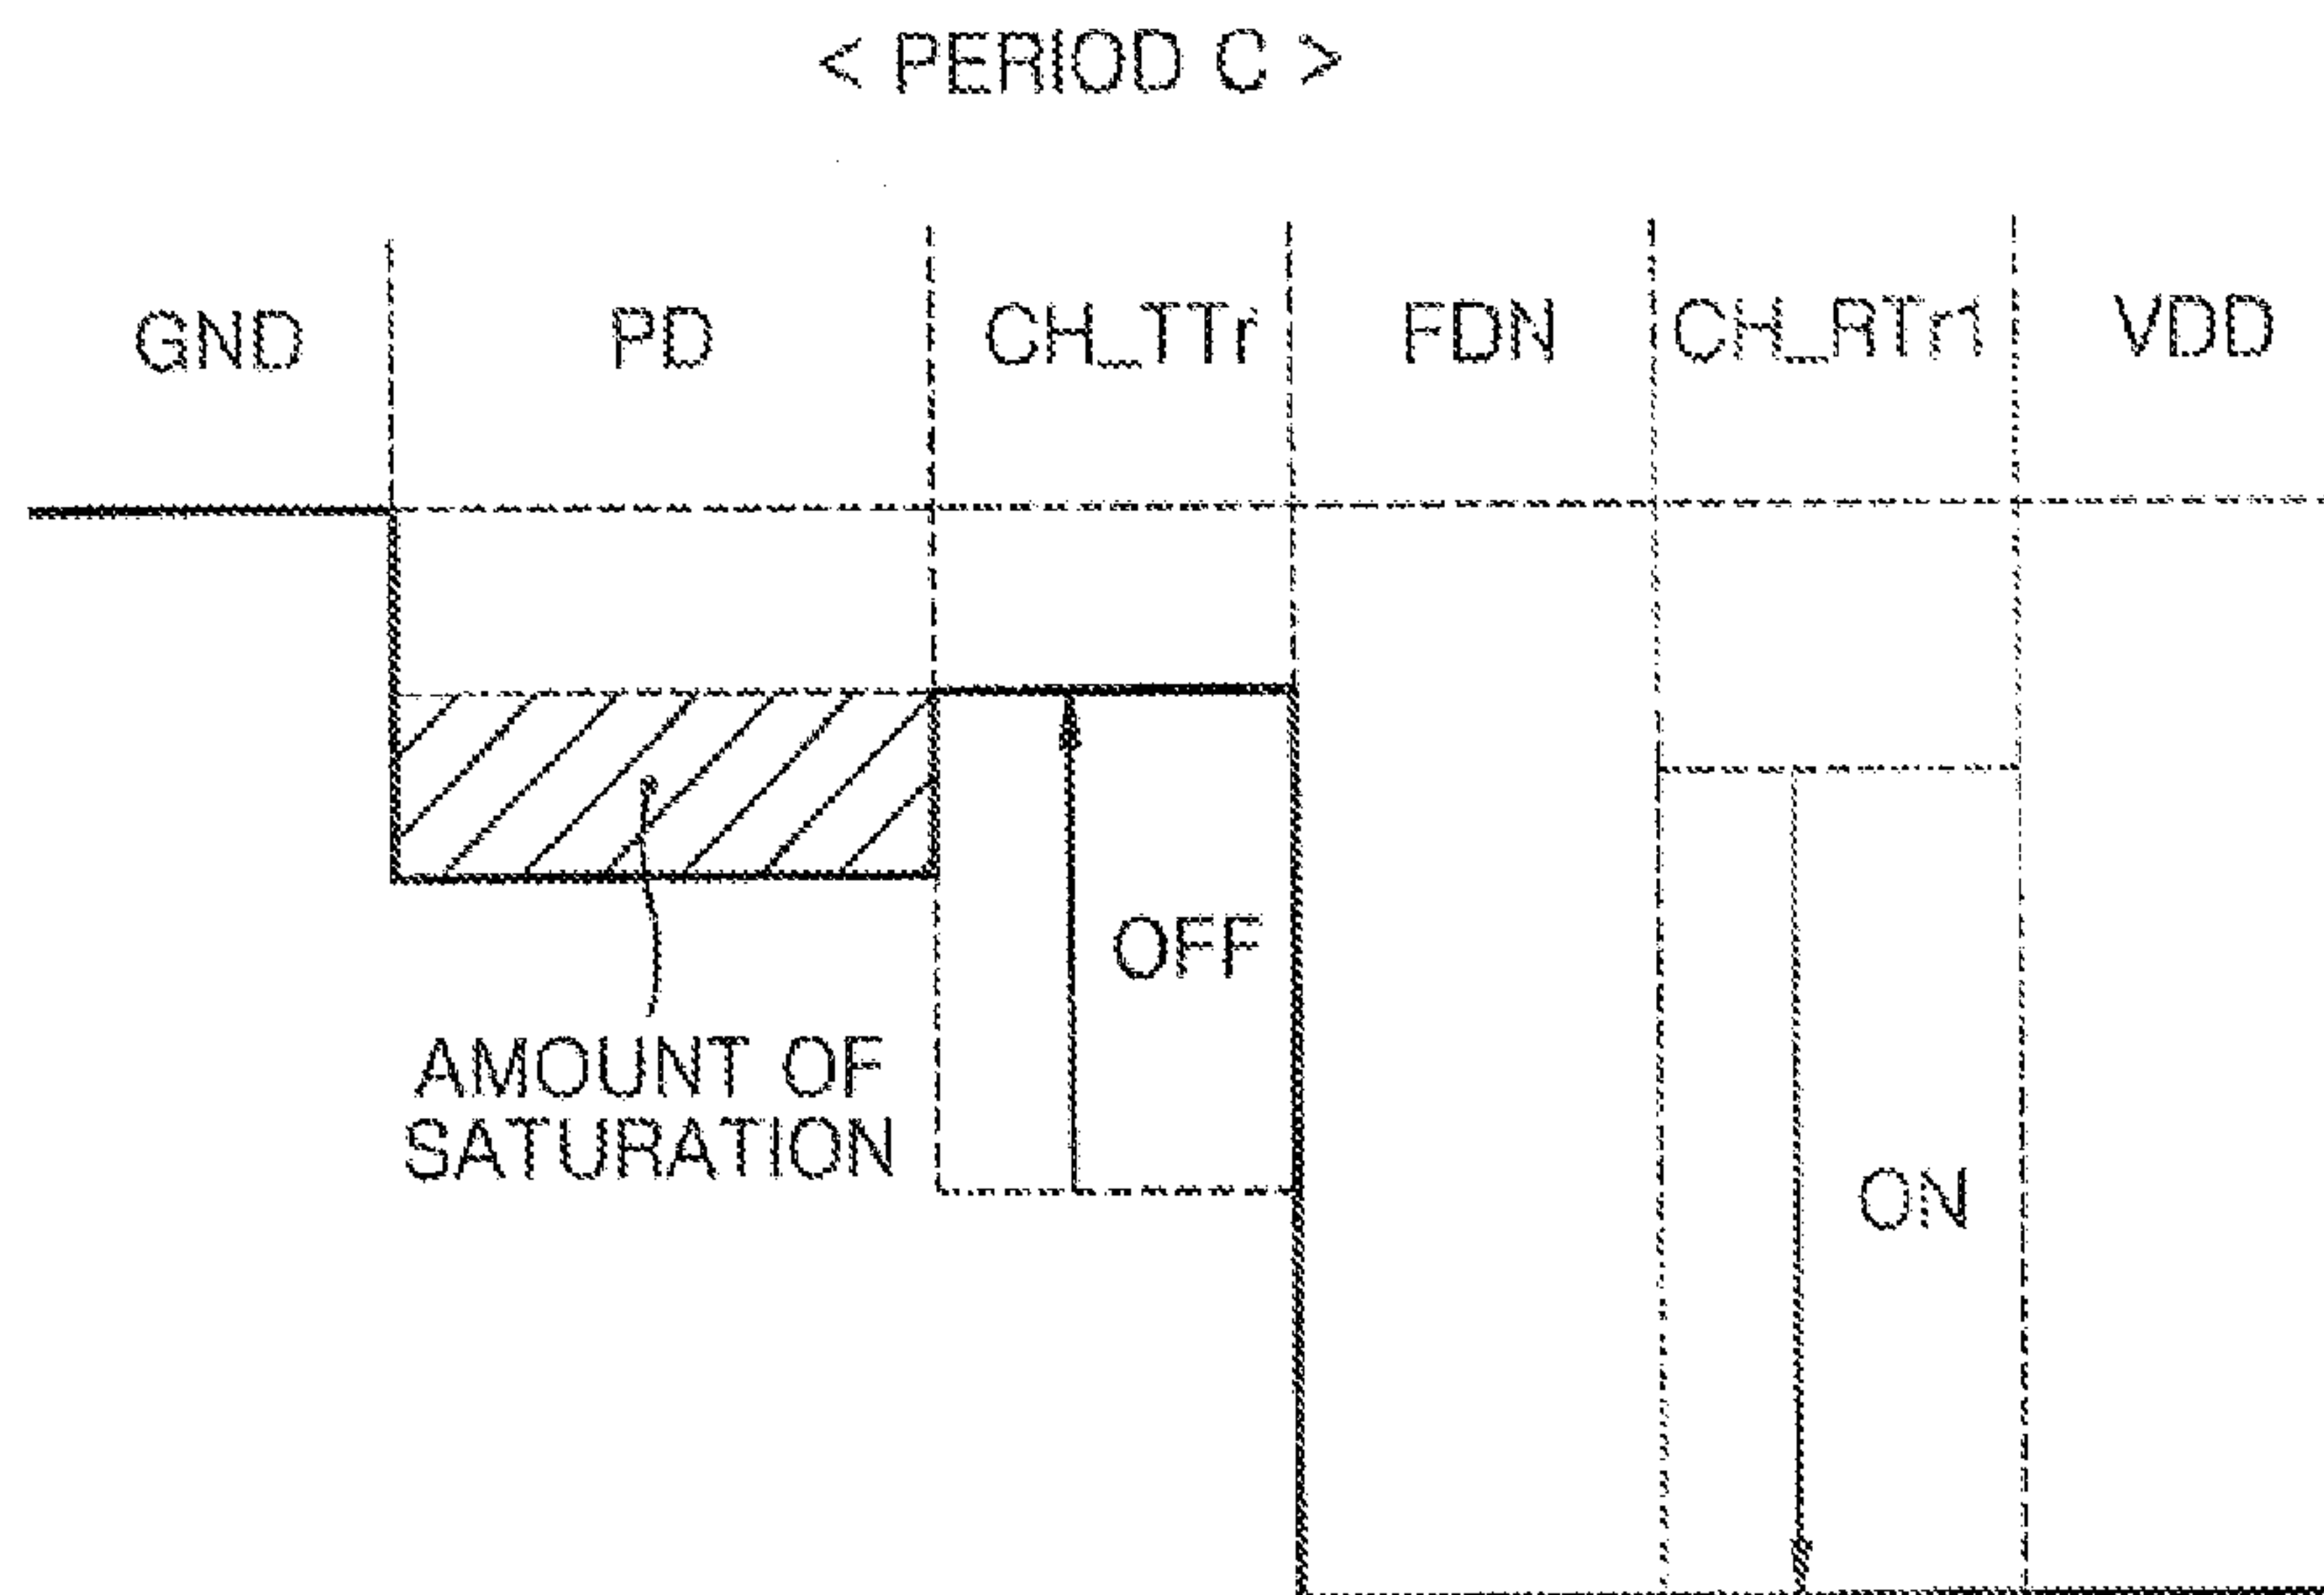 < PERIOD C >
GND PD CH_TTr FDN CH_RTr1 VDD
OFF
AMOUNT OF
SATURATION
ON